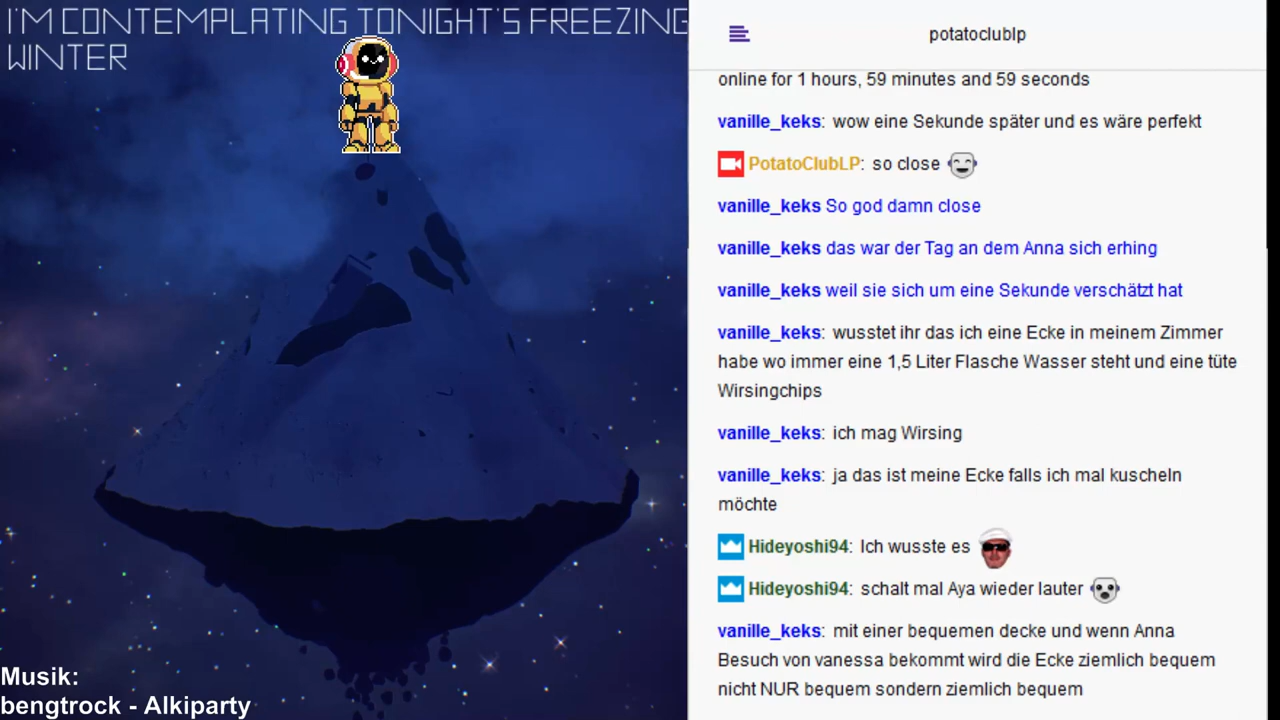 I'M CONTEMPLATING TONIGHT'S FREEZING
WINTER
Musik:
bengtrock - Alkiparty
potatoclublp
online for 1 hours, 59 minutes and 59 seconds
vanille_keks: wow eine Sekunde später und es wäre perfekt
PotatoClubLP: so close
vanille_keks So god damn close
vanille_keks das war der Tag an dem Anna sich erhing
vanille_keks weil sie sich um eine Sekunde verschätzt hat
vanille_keks: wusstet ihr das ich eine Ecke in meinem Zimmer
habe wo immer eine 1,5 Liter Flasche Wasser steht und eine tüte
Wirsingchips
vanille_keks: ich mag Wirsing
vanille_keks: ja das ist meine Ecke falls ich mal kuscheln
möchte
Hideyoshi94: Ich wusste es
Hideyoshi94: schalt mal Aya wieder lauter
vanille_keks: mit einer bequemen decke und wenn Anna
Besuch von vanessa bekommt wird die Ecke ziemlich bequem
nicht NUR bequem sondern ziemlich bequem